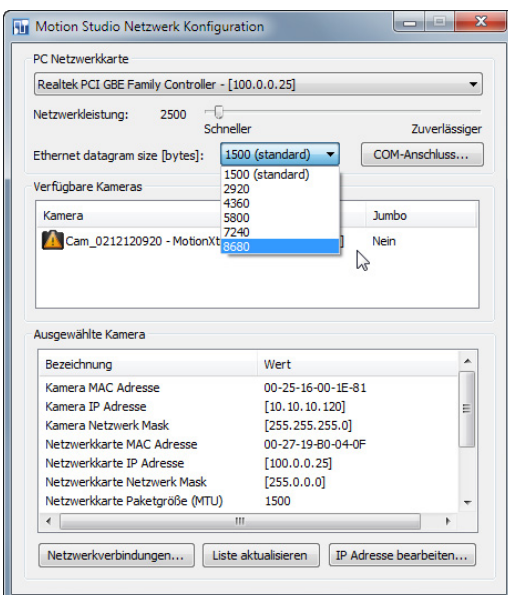 Motion Studio Netzwerk Konfiguration
PC Netzwerkkarte
Realtek PCI GBE Family Controller - [100.0.0.25]
Netzwerkleistung: 2500
Schneller Zuverlässiger
Ethernet datagram size [bytes]: 1500 (standard) COM-Anschluss...
1500 (standard)
2920
4360
5800
7240
8680
Verfügbare Kameras
Kamera Jumbo
Cam_0212120920 - MotionXt ] Nein
Ausgewählte Kamera
Bezeichnung Wert
Kamera MAC Adresse 00-25-16-00-1E-81
Kamera IP Adresse [10.10.10.120]
Kamera Netzwerk Mask [255.255.255.0]
Netzwerkkarte MAC Adresse 00-27-19-B0-04-0F
Netzwerkkarte IP Adresse [100.0.0.25]
Netzwerkkarte Netzwerk Mask [255.0.0.0]
Netzwerkkarte Paketgröße (MTU) 1500
Netzwerkverbindungen... Liste aktualisieren IP Adresse bearbeiten...